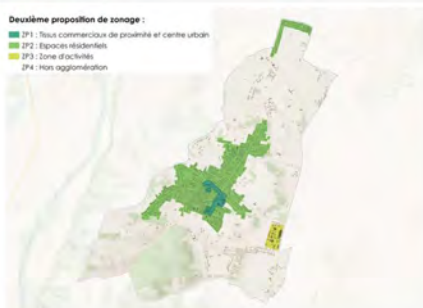 Deuxième proposition de zonage :
ZP1 : Tissus commerciaux de proximité et centre urbain
ZP2 : Espaces résidentiels
ZP3 : Zone d'activités
ZP4 : Hors agglomération